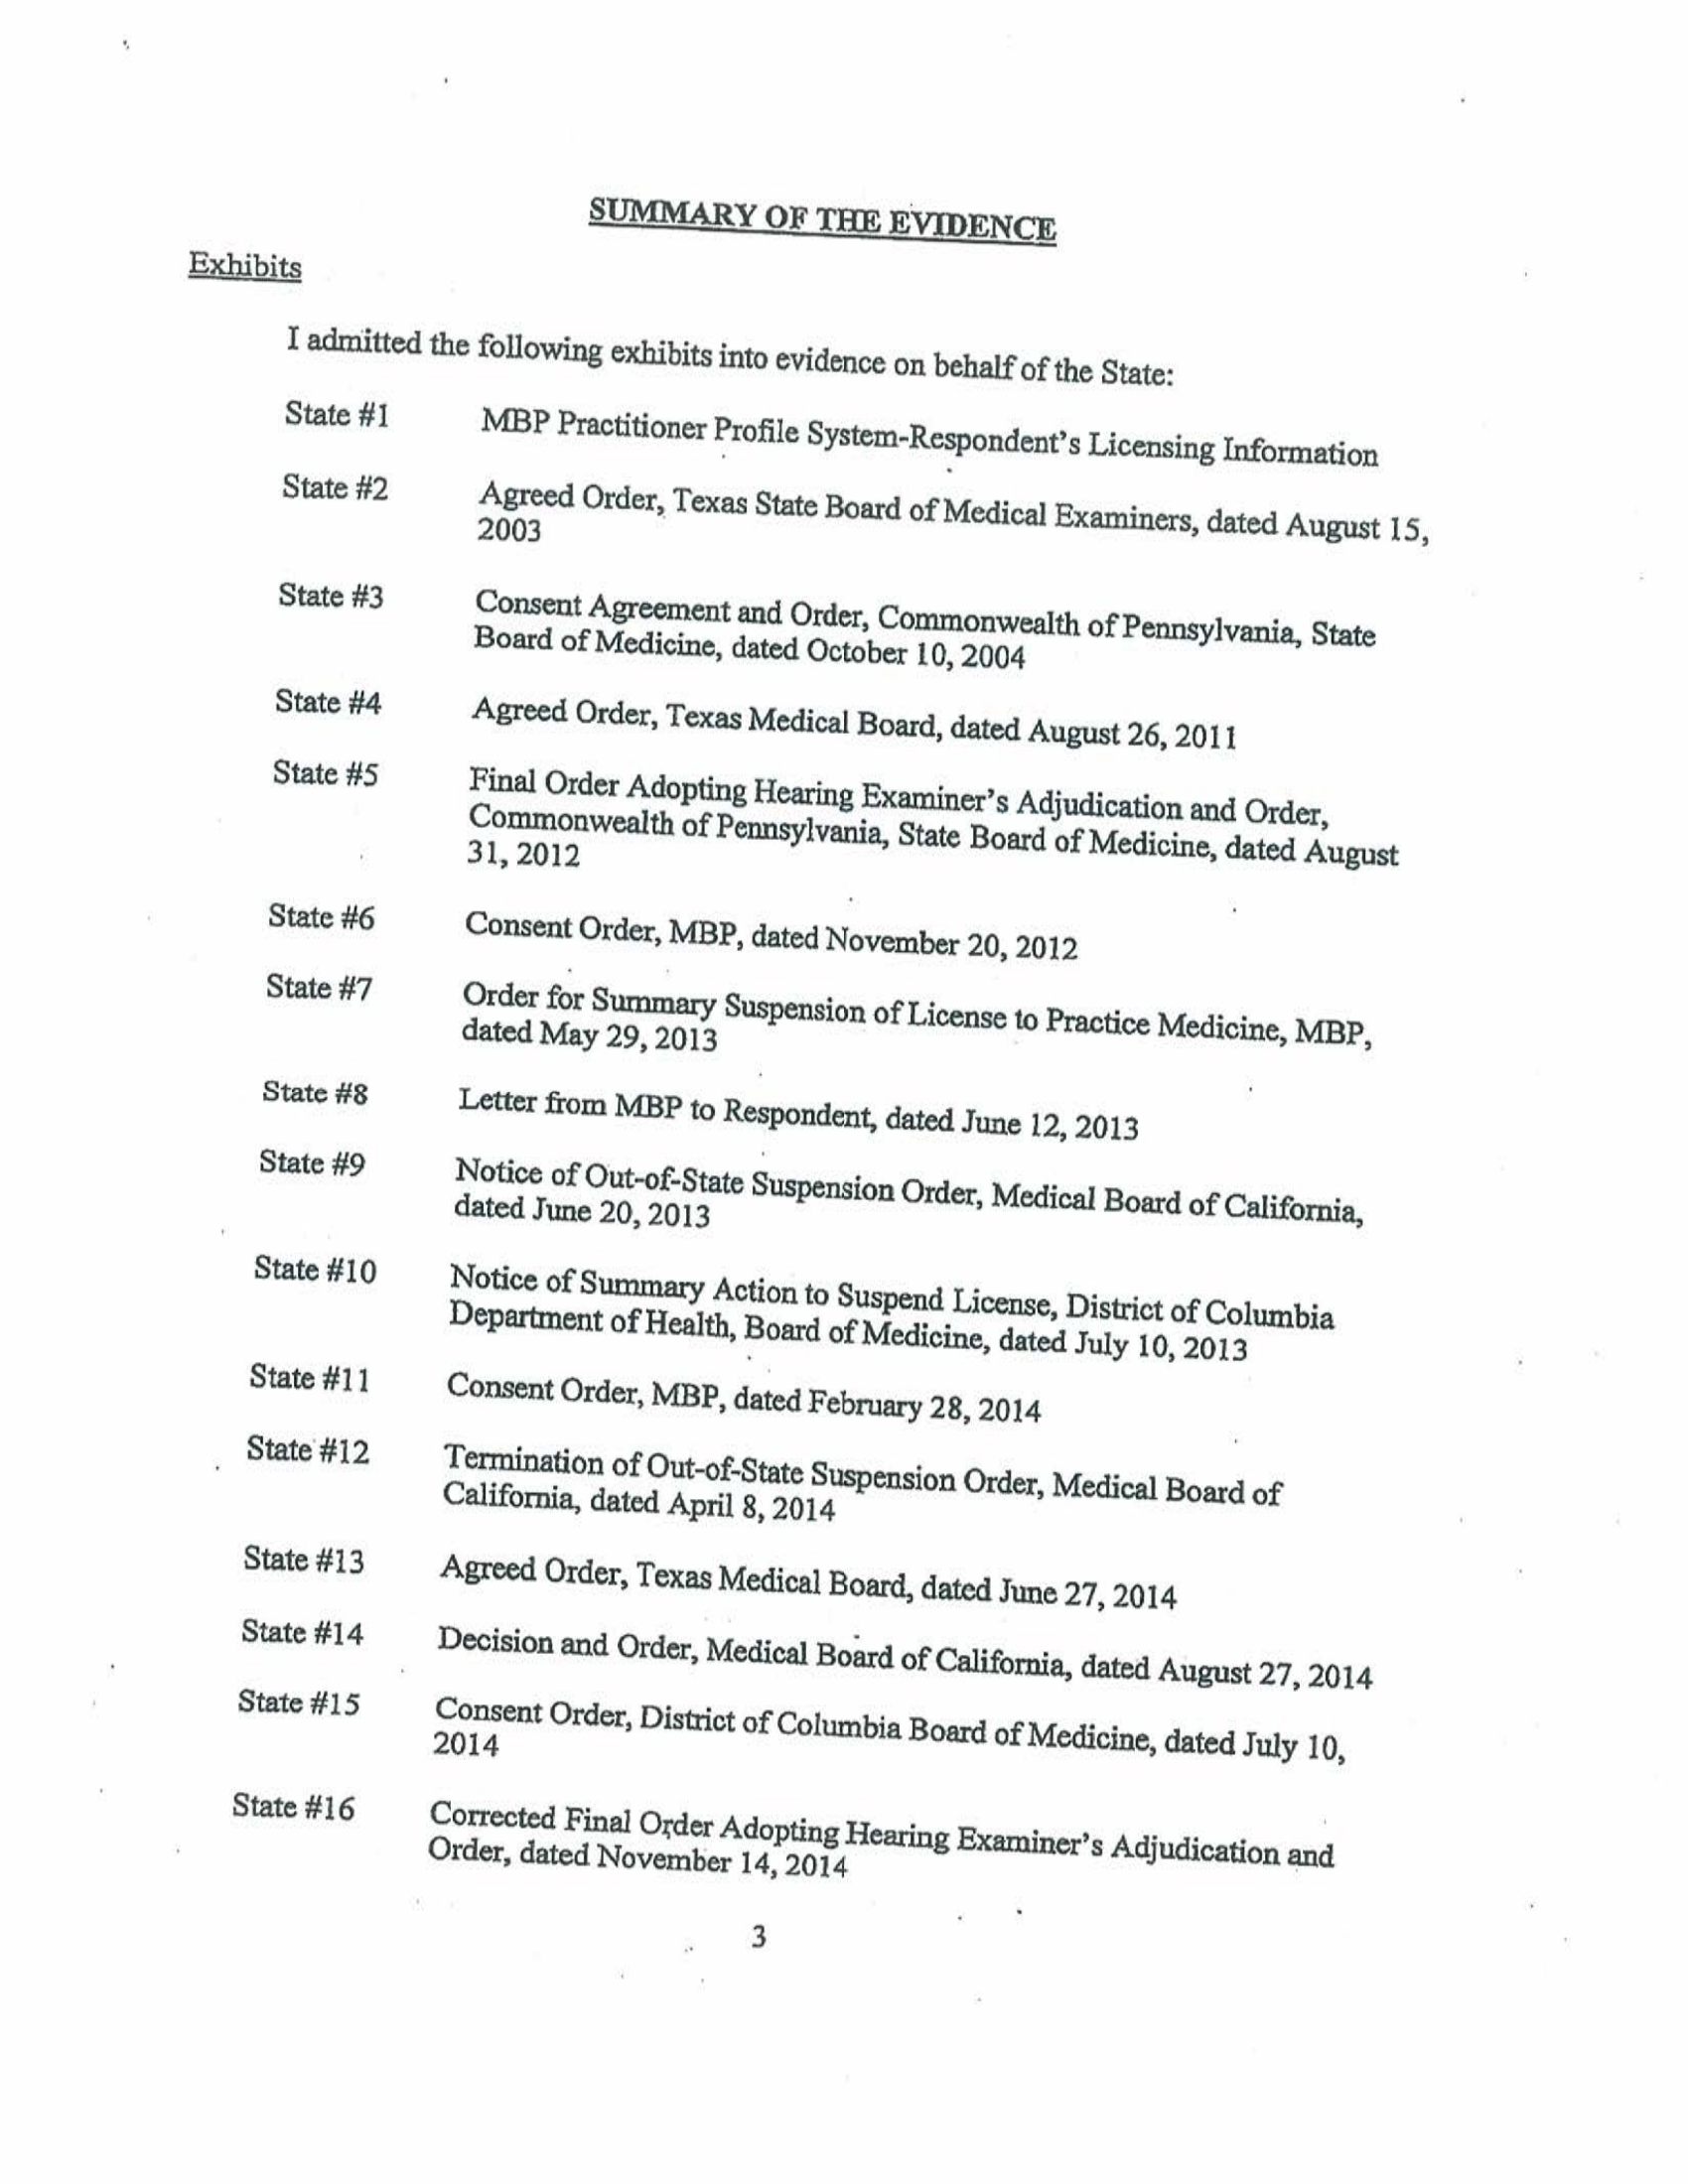 SUMMARY OF THE EVIDENCE
Exhibits
I admitted the following exhibits into evidence on behalf of the State:
State #1 MBP Practitioner Profile System-Respondent's Licensing Information
State #2 Agreed Order, Texas State Board of Medical Examiners, dated August 15,
2003
State #3 Consent Agreement and Order, Commonwealth of Pennsylvania, State
Board of Medicine, dated October 10, 2004
State #4 Agreed Order, Texas Medical Board, dated August 26, 2011
State #5 Final Order Adopting Hearing Examiner's Adjudication and Order,
Commonwealth of Pennsylvania, State Board of Medicine, dated August
31, 2012
State #6 Consent Order, MBP, dated November 20, 2012
State #7 Order for Summary Suspension of License to Practice Medicine, MBP,
dated May 29, 2013
State #8 Letter from MBP to Respondent, dated June 12, 2013
State #9 Notice of Out-of-State Suspension Order, Medical Board of California,
dated June 20, 2013
State #10 Notice of Summary Action to Suspend License, District of Columbia
Department of Health, Board of Medicine, dated July 10, 2013
State #11 Consent Order, MBP, dated February 28, 2014
State #12 Termination of Out-of-State Suspension Order, Medical Board of
California, dated April 8, 2014
State #13 Agreed Order, Texas Medical Board, dated June 27, 2014
State #14 Decision and Order, Medical Board of California, dated August 27, 2014
State #15 Consent Order, District of Columbia Board of Medicine, dated July 10,
2014
State #16 Corrected Final Order Adopting Hearing Examiner's Adjudication and
Order, dated November 14, 2014
3